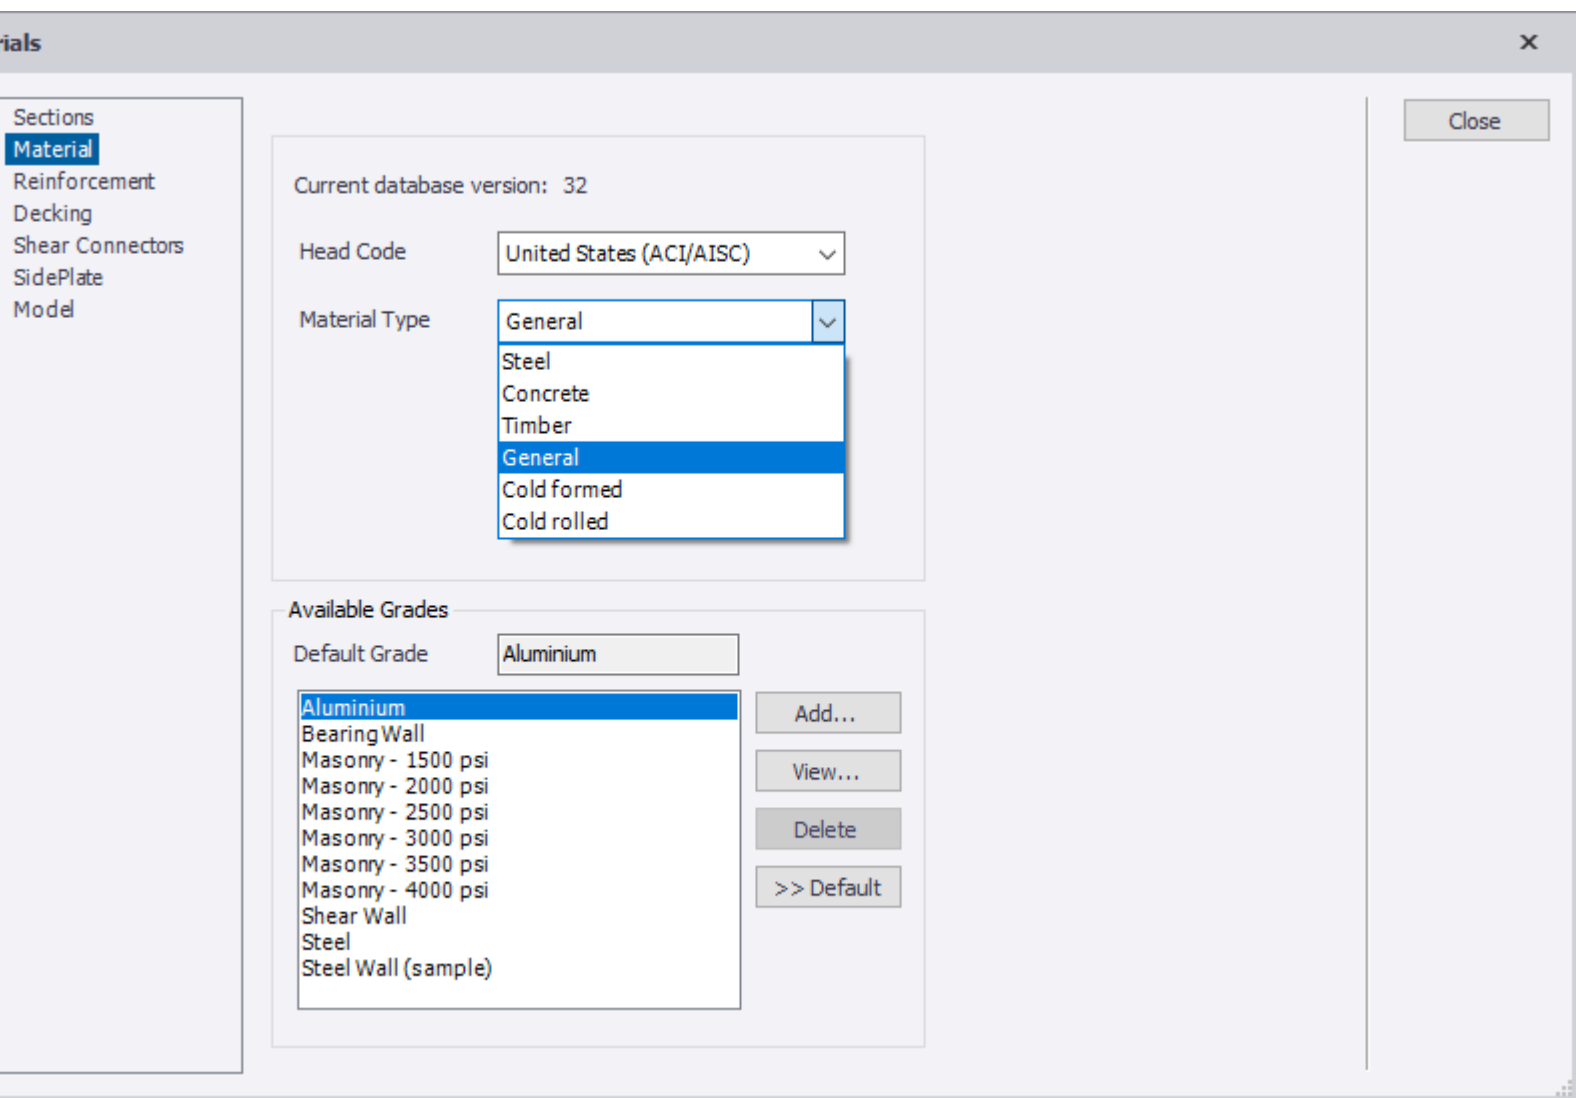 rials
Sections
Material
Reinforcement
Decking
Shear Connectors
SidePlate
Model
Close
Current database version: 32
Head Code United States (ACI/AISC)
Material Type General
Steel
Concrete
Timber
General
Cold formed
Cold rolled
Available Grades
Default Grade Aluminium
Aluminium
Bearing Wall
Masonry - 1500 psi
Masonry - 2000 psi
Masonry - 2500 psi
Masonry - 3000 psi
Masonry - 3500 psi
Masonry - 4000 psi
Shear Wall
Steel
Steel Wall (sample)
Add...
View...
Delete
>> Default